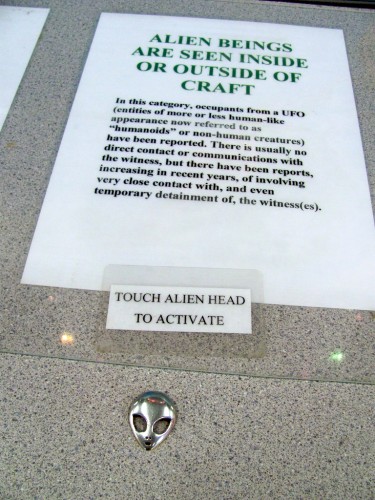 ALIEN BEINGS
ARE SEEN INSIDE
OR OUTSIDE OF
CRAFT
In this category, occupants from a UFO
(entities of more or less human-like
appearance now referred to as
"humanoids" or non-human creatures)
have been reported. There is usually no
direct contact or communications with
the witness, but there have been reports,
increasing in recent years, of involving
very close contact with, and even
temporary detainment of, the witness(es).
TOUCH ALIEN HEAD
TO ACTIVATE